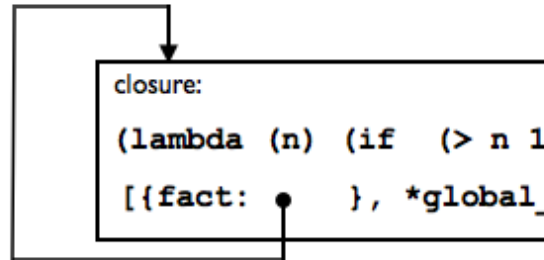 closure:
(lambda (n) (if (> n 1
[{fact: }, *global_